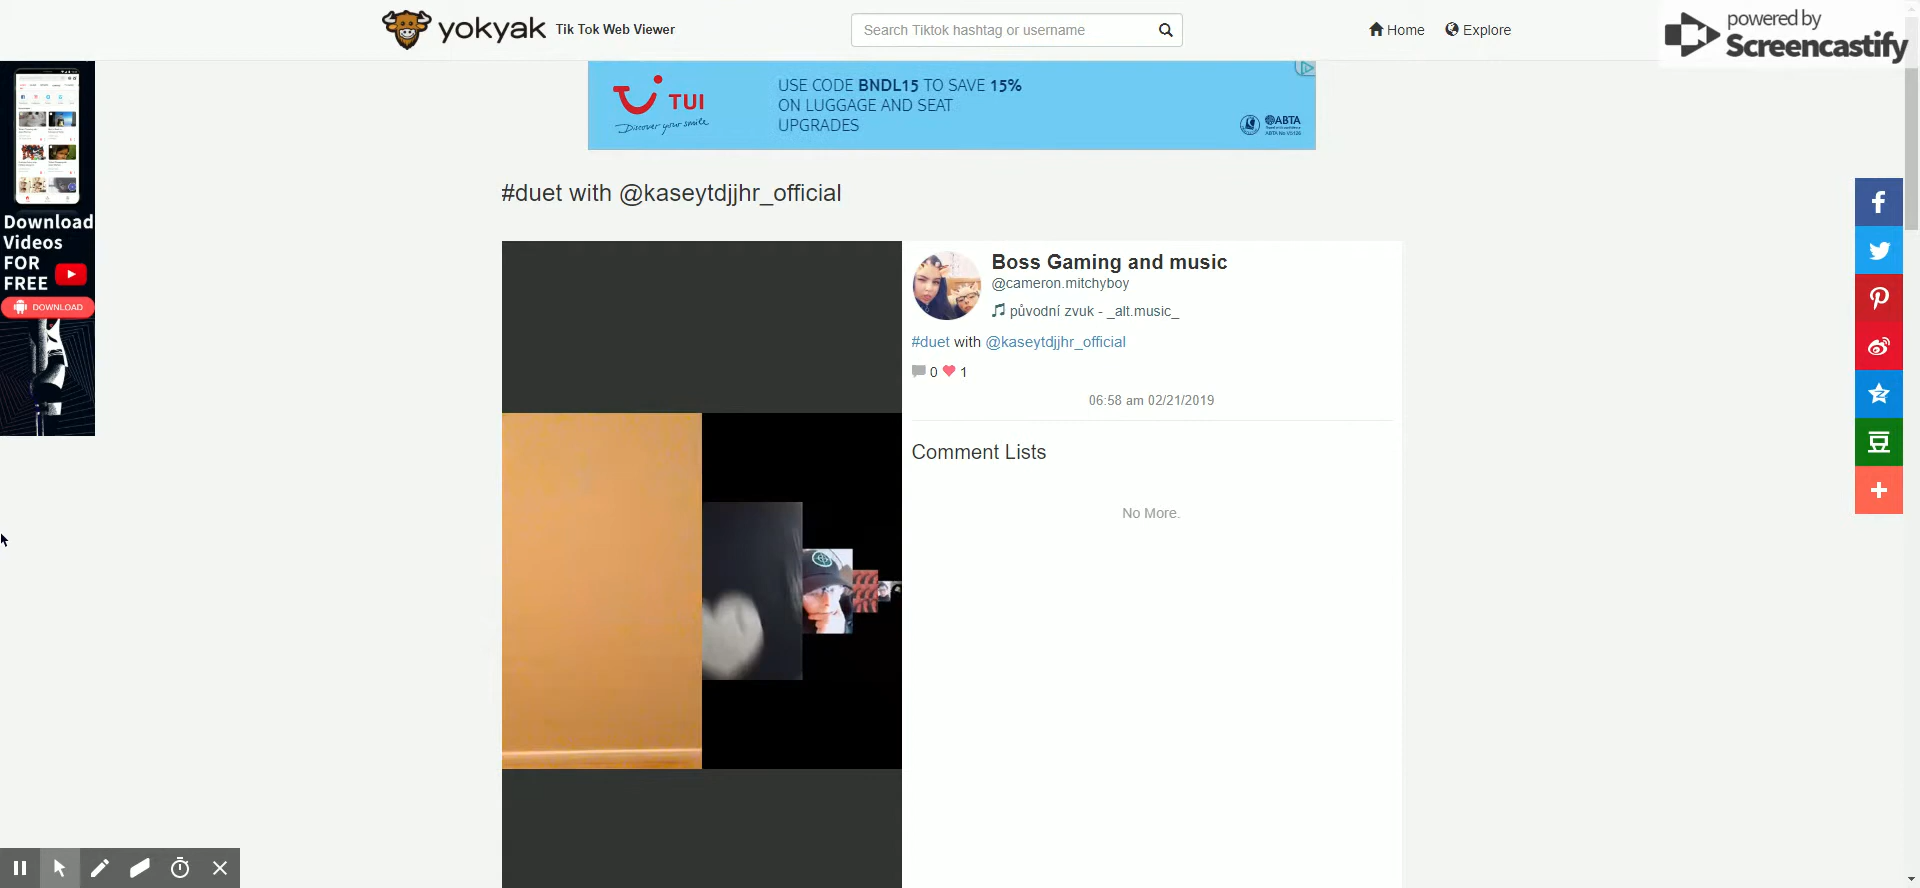 yokyak Tik Tok Web Viewer
Search Tiktok hashtag or username
Home
Explore
powered by
Screencastify
Download
Videos
FOR
FREE
DOWNLOAD
TUI
Discover your smile
USE CODE BNDL15 TO SAVE 15%
ON LUGGAGE AND SEAT
UPGRADES
ABTA
#duet with @kaseytdjjhr_official
Boss Gaming and music
@cameron.mitchyboy
původní zvuk - _alt.music_
#duet with @kaseytdjjhr_official
0 1
06:58 am 02/21/2019
Comment Lists
No More.